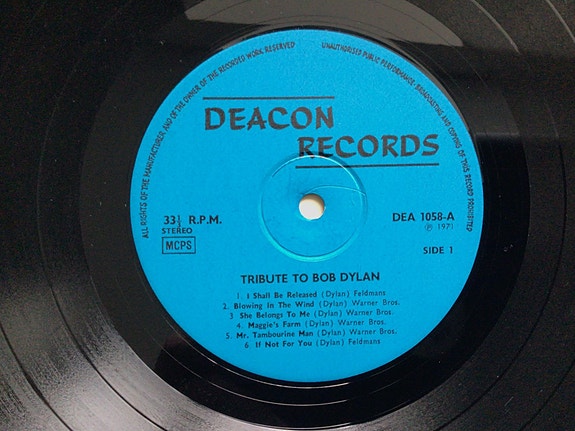 ALL RIGHTS OF THE MANUFACTURER AND OF THE OWNER OF THE RECORDED WORK RESERVED
UNAUTHORISED PUBLIC PERFORMANCE, BROADCASTING AND COPYING OF THIS RECORD PROHIBITED
DEACON
RECORDS
33⅓ R.P.M.
STEREO
MCPS
DEA 1058-A
℗ 1971
SIDE 1
TRIBUTE TO BOB DYLAN
1. I Shall Be Released (Dylan) Feldmans
2. Blowing In The Wind (Dylan) Warner Bros.
3 She Belongs To Me (Dylan) Warner Bros.
4. Maggie's Farm (Dylan) Warner Bros.
5. Mr. Tambourine Man (Dylan) Warner Bros.
6 If Not For You (Dylan) Feldmans